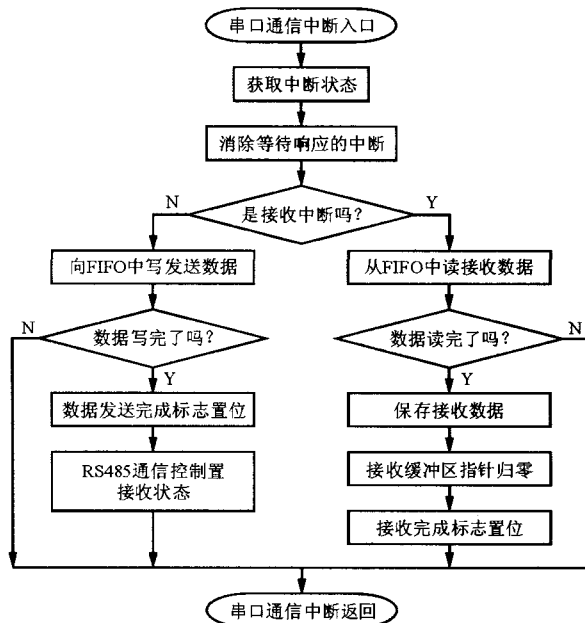 串口通信中断入口
获取中断状态
消除等待响应的中断
N
是接收中断吗?
Y
向FIFO中写发送数据
从FIFO中读接收数据
N
数据写完了吗?
数据读完了吗?
N
Y
Y
数据发送完成标志置位
保存接收数据
RS485通信控制置
接收状态
接收缓冲区指针归零
接收完成标志置位
串口通信中断返回